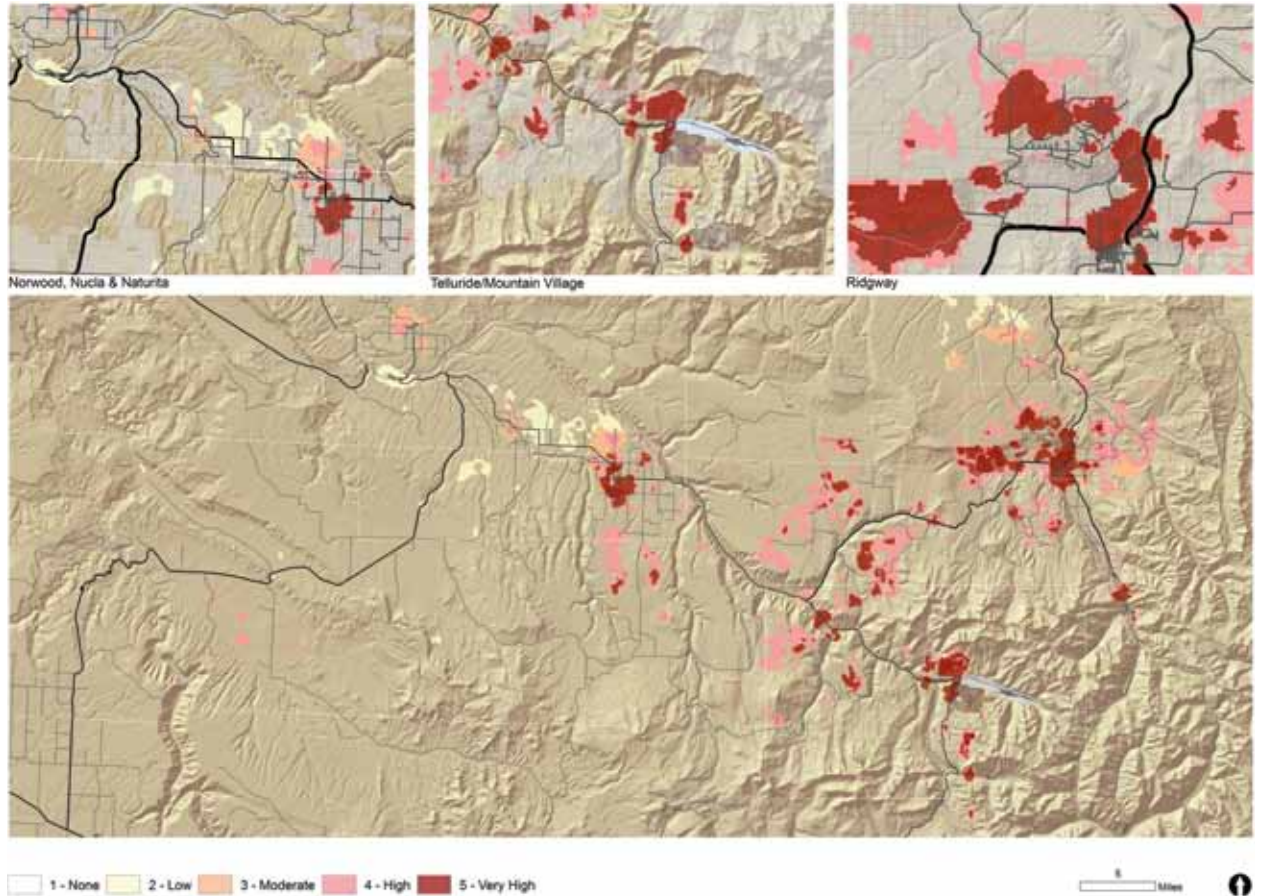 Norwood, Nucla & Naturita
Telluride/Mountain Village
Ridgway
1 - None
2 - Low
3 - Moderate
4 - High
5 - Very High
5
Miles